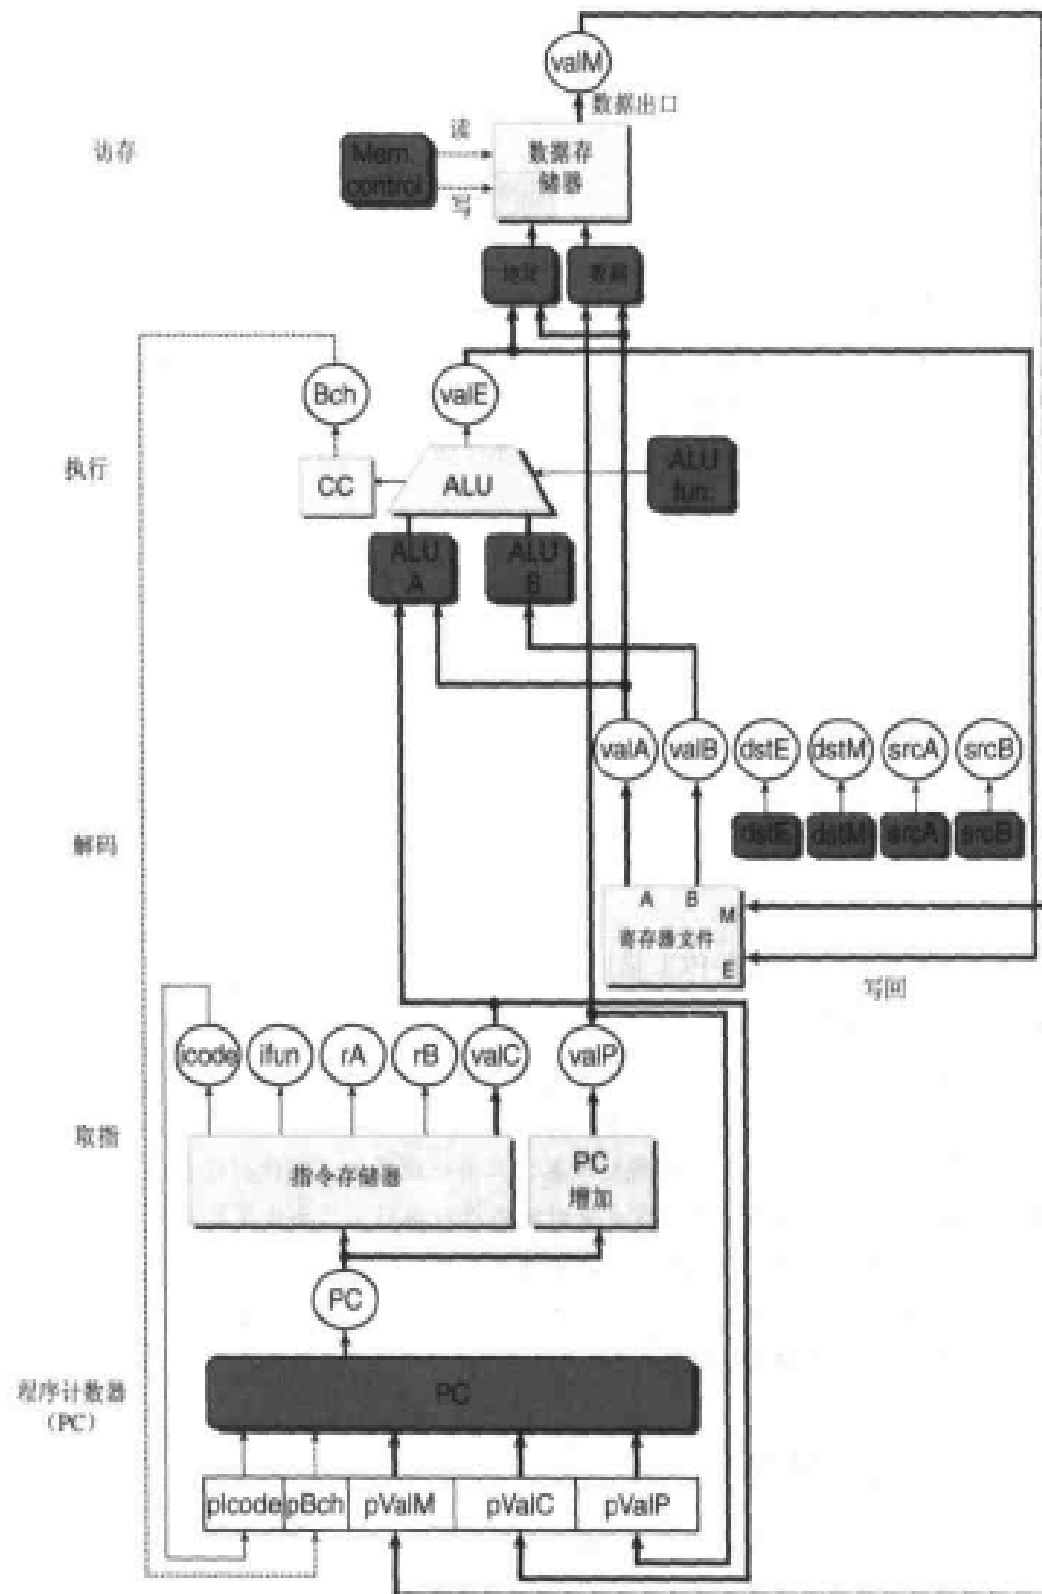 valM
数据出口
访存
读
Mem.
control
写
数据存
储器
地址
数据
Bch
valE
执行
CC
ALU
ALU
fun.
ALU
A
ALU
B
valA
valB
dstE
dstM
srcA
srcB
解码
dstE
dstM
srcA
srcB
A
B
M
寄存器文件
E
写回
icode
ifun
rA
rB
valC
valP
取指
指令存储器
PC
增加
PC
程序计数器
（PC）
PC
pIcode
pBch
pValM
pValC
pValP